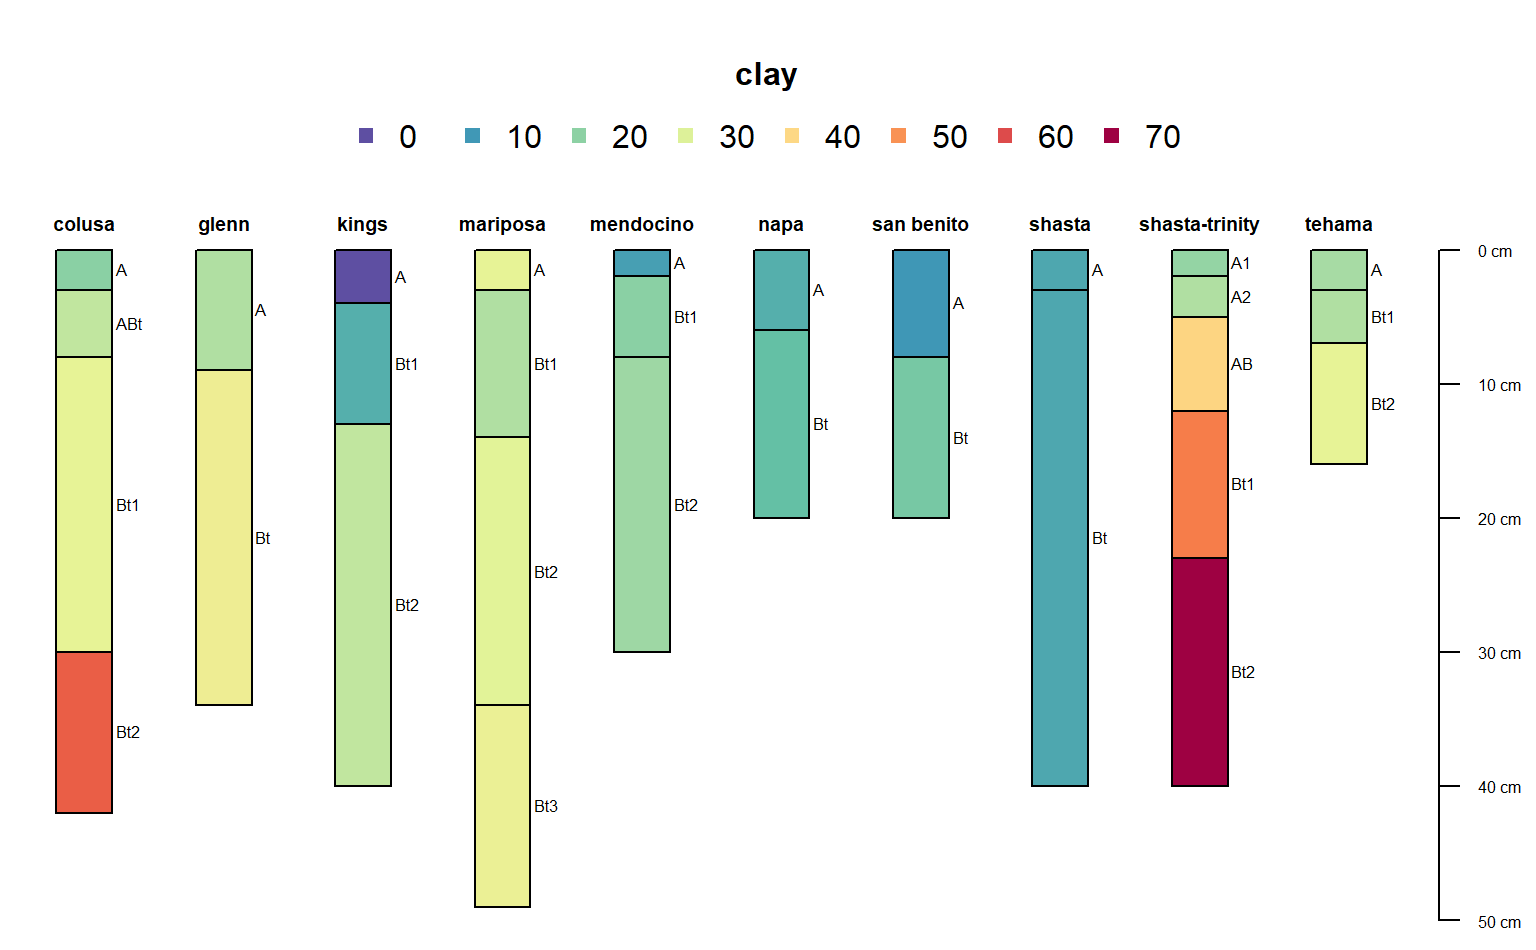 clay
0 10 20 30 40 50 60 70
colusa glenn kings mariposa mendocino napa san benito shasta shasta-trinity tehama
A
ABt
Bt1
Bt2
A
Bt
A
Bt1
Bt2
A
Bt1
Bt2
Bt3
A
Bt1
Bt2
A
Bt
A
Bt
A
Bt
A1
A2
AB
Bt1
Bt2
A
Bt1
Bt2
0 cm
10 cm
20 cm
30 cm
40 cm
50 cm